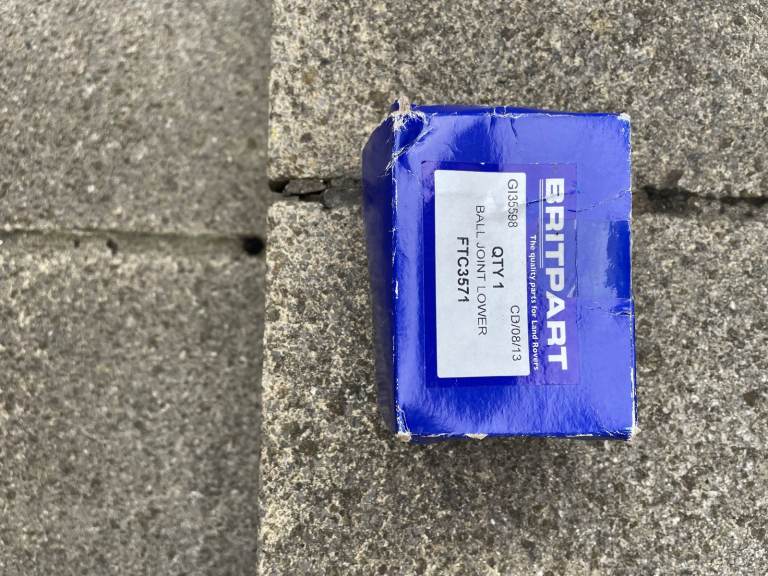 BRITPART
The quality parts for Land Rovers
GI35598 CD/08/13
QTY 1
BALL JOINT LOWER
FTC3571